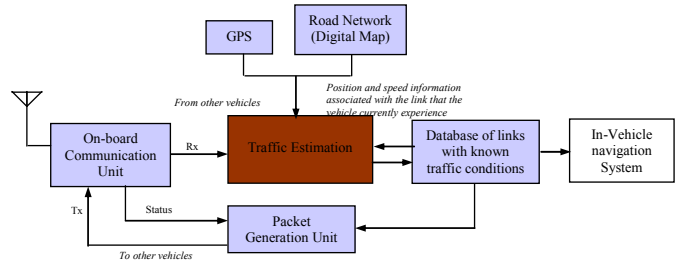 GPS
Road Network
(Digital Map)
Position and speed information
associated with the link that the
vehicle currently experience
From other vehicles
On-board
Communication
Unit
Rx
Traffic Estimation
Database of links
with known
traffic conditions
In-Vehicle
navigation
System
Tx
Status
Packet
Generation Unit
To other vehicles